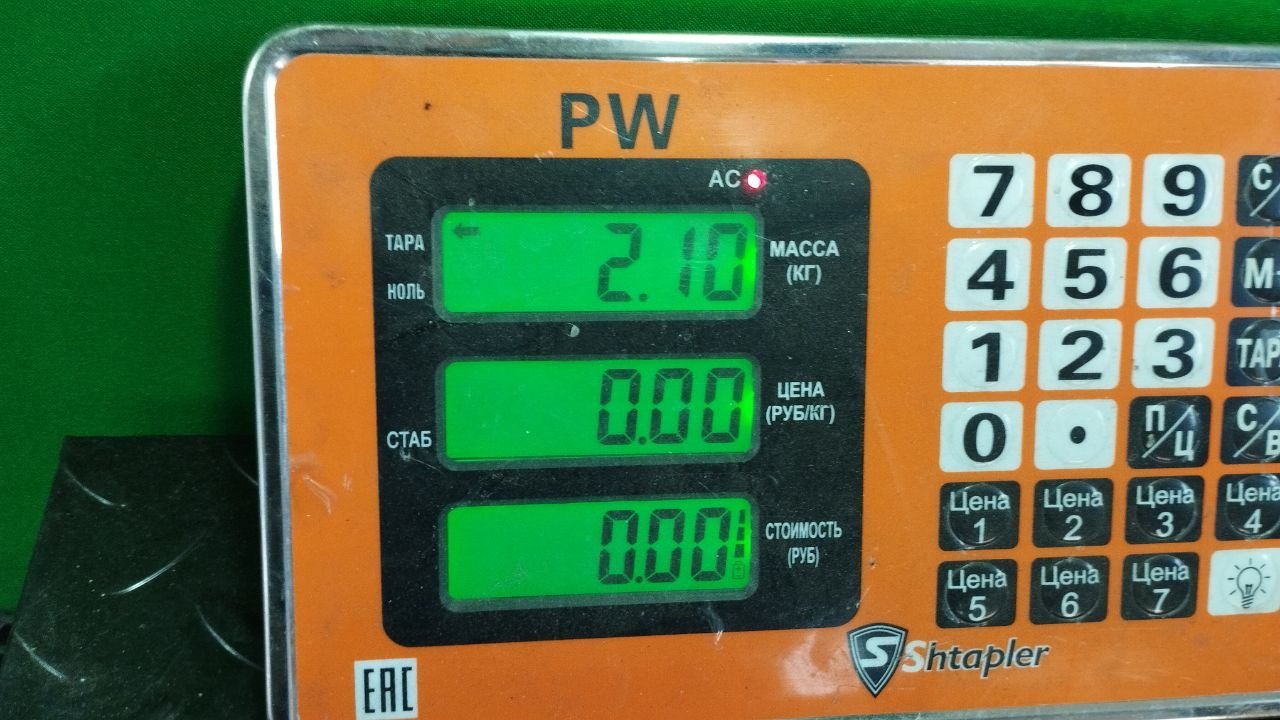 PW
AC
ТАРА
НОЛЬ
2.10
МАССА
(КГ)
СТАБ
0.00
ЦЕНА
(РУБ/КГ)
0.00
СТОИМОСТЬ
(РУБ)
7 8 9 С/
4 5 6 М-
1 2 3 ТАР
0 . П/Ц С/В
Цена 1 Цена 2 Цена 3 Цена 4
Цена 5 Цена 6 Цена 7
S Shtapler
EAC